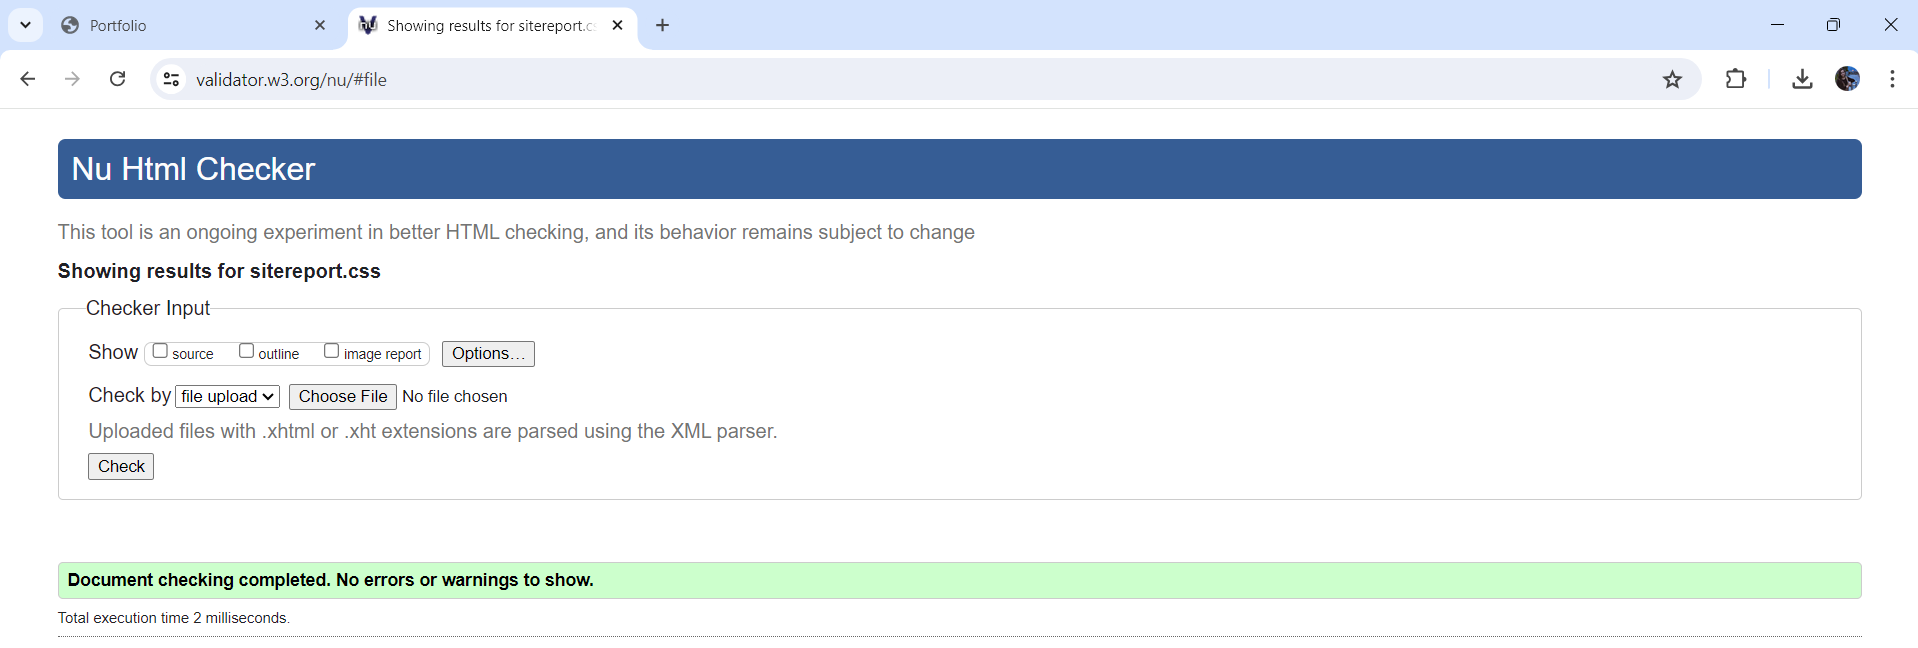 Portfolio
Showing results for sitereport.cs
validator.w3.org/nu/#file
Nu Html Checker
This tool is an ongoing experiment in better HTML checking, and its behavior remains subject to change
Showing results for sitereport.css
Checker Input
Show source outline image report Options...
Check by file upload Choose File No file chosen
Uploaded files with .xhtml or .xht extensions are parsed using the XML parser.
Check
Document checking completed. No errors or warnings to show.
Total execution time 2 milliseconds.